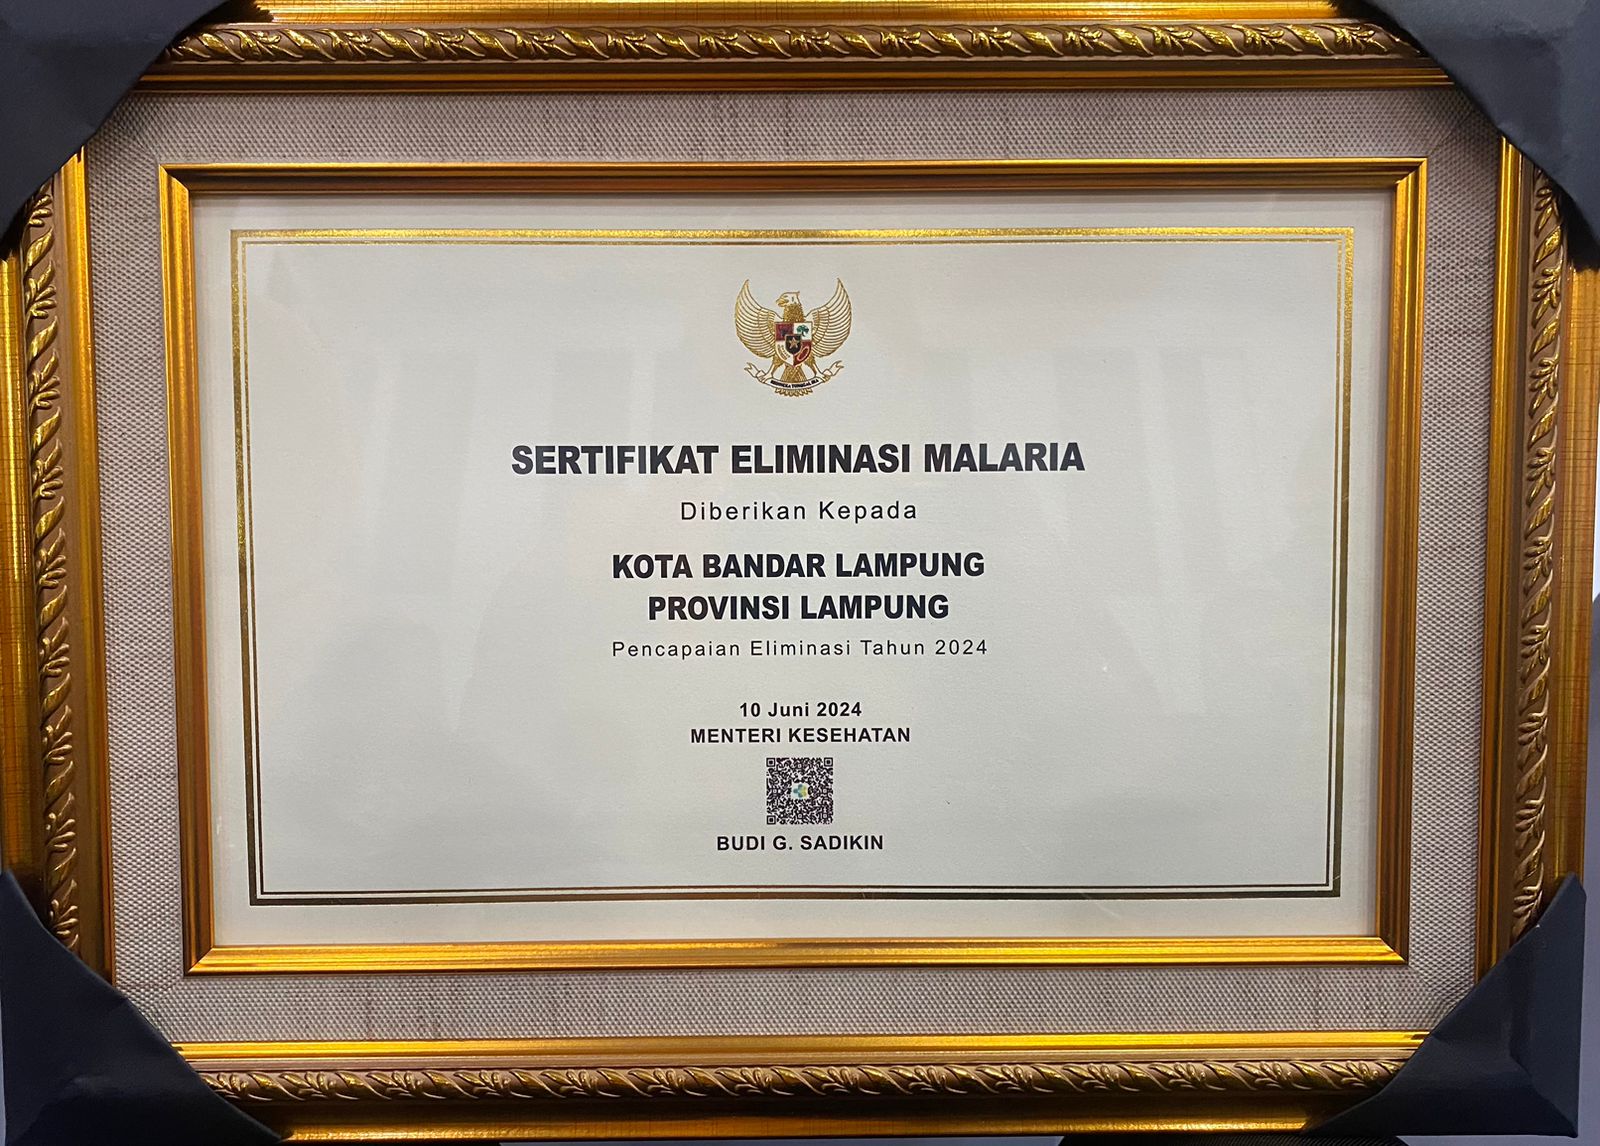 SERTIFIKAT ELIMINASI MALARIA
Diberikan Kepada
KOTA BANDAR LAMPUNG
PROVINSI LAMPUNG
Pencapaian Eliminasi Tahun 2024
10 Juni 2024
MENTERI KESEHATAN
BUDI G. SADIKIN